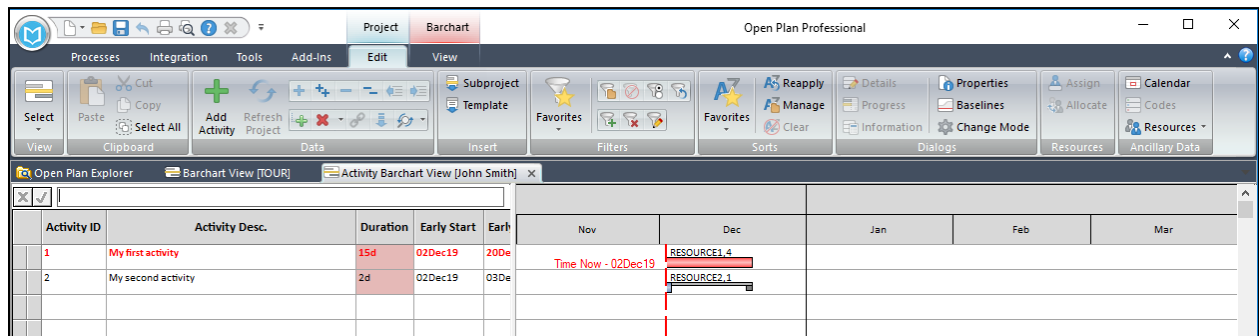 Project Barchart Open Plan Professional
Processes Integration Tools Add-Ins Edit View
Select
View
Paste
Cut
Copy
Select All
Clipboard
Add
Activity
Refresh
Project
Data
Subproject
Template
Insert
Favorites
Filters
Favorites
Reapply
Manage
Clear
Sorts
Details
Progress
Information
Properties
Baselines
Change Mode
Dialogs
Assign
Allocate
Resources
Calendar
Codes
Resources
Ancillary Data
Open Plan Explorer Barchart View [TOUR] Activity Barchart View [John Smith]
Activity ID Activity Desc. Duration Early Start Early Nov Dec Jan Feb Mar
1 My first activity 15d 02Dec19 20De RESOURCE1,4
Time Now - 02Dec19
2 My second activity 2d 02Dec19 03De RESOURCE2,1